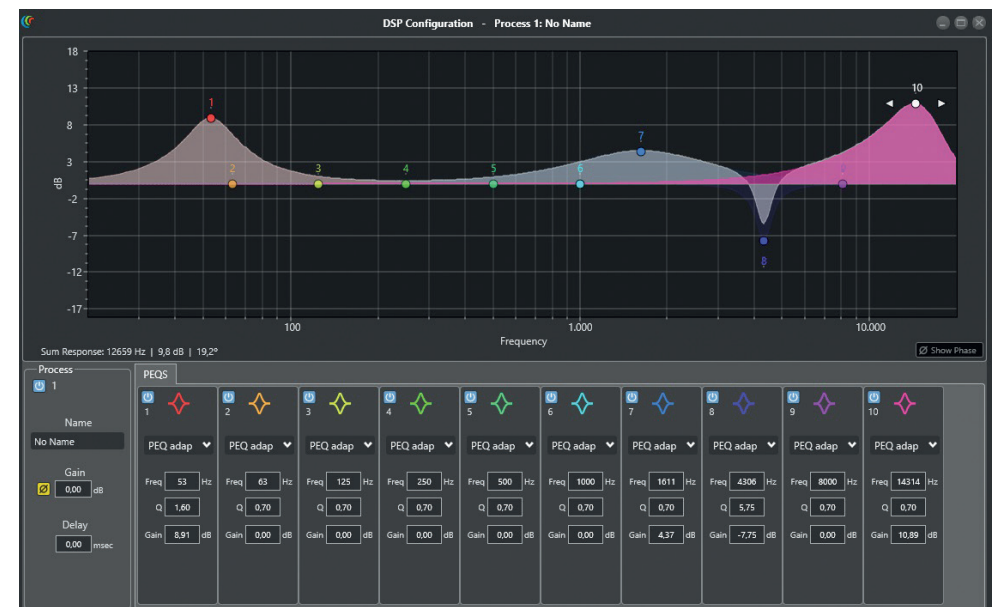 DSP Configuration - Process 1: No Name
18
13
8
3
-2
-7
-12
-17
dB
1
2
3
4
5
6
7
8
10
100
1.000
10.000
Frequency
Sum Response: 12659 Hz | 9,8 dB | 19,2°
Ø Show Phase
Process
1
Name
No Name
Gain
Ø 0,00 dB
Delay
0,00 msec
PEQS
1 2 3 4 5 6 7 8 9 10
PEQ adap PEQ adap PEQ adap PEQ adap PEQ adap PEQ adap PEQ adap PEQ adap PEQ adap PEQ adap
Freq 53 Hz Freq 63 Hz Freq 125 Hz Freq 250 Hz Freq 500 Hz Freq 1000 Hz Freq 1611 Hz Freq 4306 Hz Freq 8000 Hz Freq 14314 Hz
Q 1,60 Q 0,70 Q 0,70 Q 0,70 Q 0,70 Q 0,70 Q 0,70 Q 5,75 Q 0,70 Q 0,70
Gain 8,91 dB Gain 0,00 dB Gain 0,00 dB Gain 0,00 dB Gain 0,00 dB Gain 0,00 dB Gain 4,37 dB Gain -7,75 dB Gain 0,00 dB Gain 10,89 dB